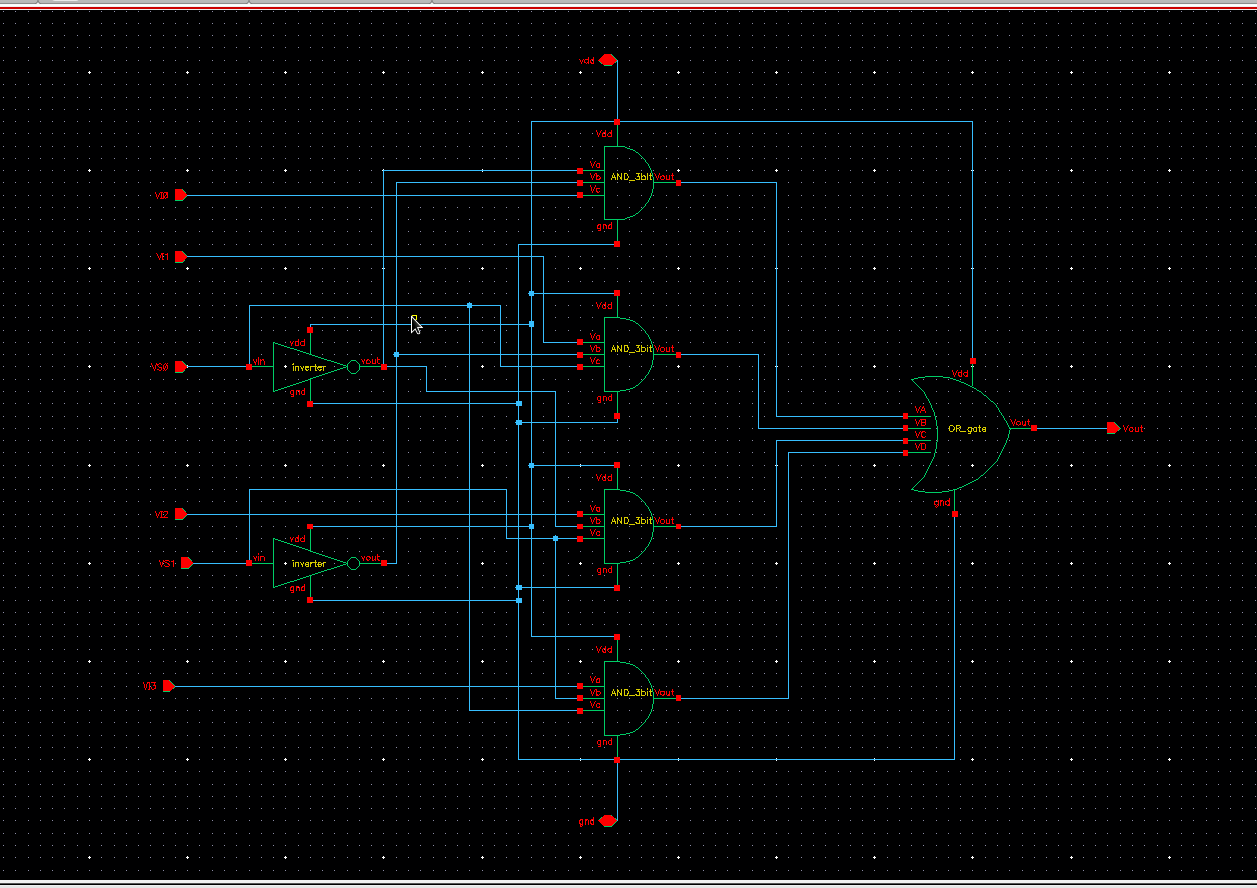 vdd
Vdd
Va
Vb
Vc
AND_3bit
Vout
gnd
VI0
VI1
Vdd
Va
Vb
Vc
AND_3bit
Vout
gnd
VS0
vin
vdd
inverter
vout
gnd
Vdd
VA
VB
VC
VD
OR_gate
Vout
gnd
Vout
Vdd
Va
Vb
Vc
AND_3bit
Vout
gnd
VI2
VS1
vin
vdd
inverter
vout
gnd
Vdd
Va
Vb
Vc
AND_3bit
Vout
gnd
VI3
gnd